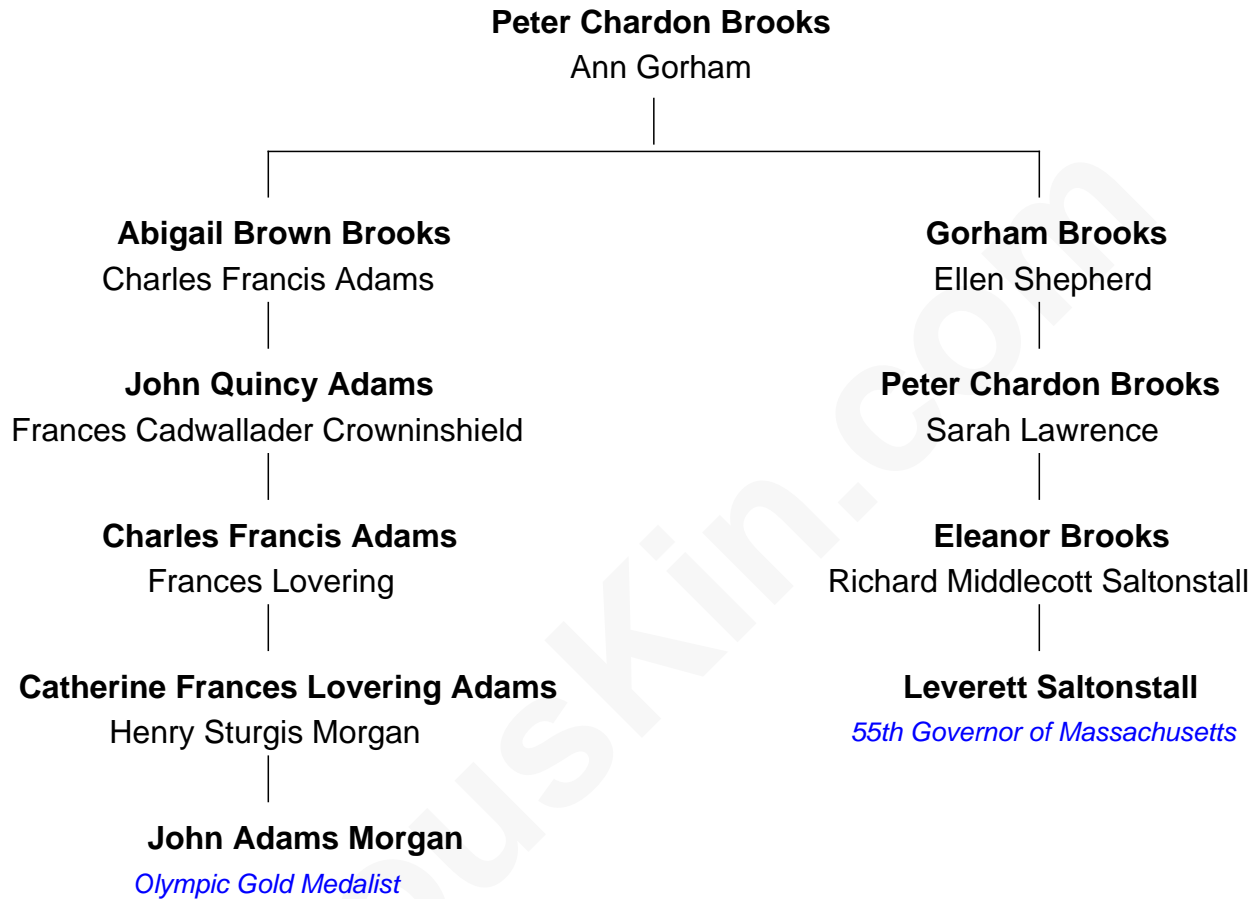 Peter Chardon Brooks
Ann Gorham
Abigail Brown Brooks
Charles Francis Adams
Gorham Brooks
Ellen Shepherd
John Quincy Adams
Frances Cadwallader Crowninshield
Peter Chardon Brooks
Sarah Lawrence
Charles Francis Adams
Frances Lovering
Eleanor Brooks
Richard Middlecott Saltonstall
Catherine Frances Lovering Adams
Henry Sturgis Morgan
Leverett Saltonstall
55th Governor of Massachusetts
John Adams Morgan
Olympic Gold Medalist
ousKin.com